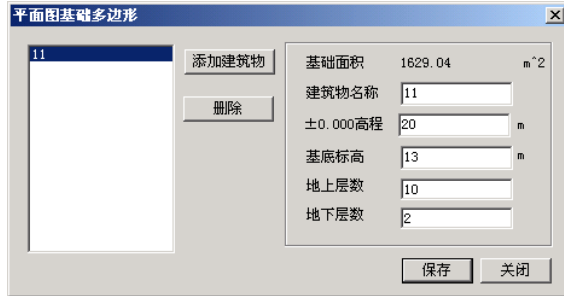 平面图基础多边形
11
添加建筑物
删除
基础面积 1629.04 m^2
建筑物名称 11
±0.000高程 20 m
基底标高 13 m
地上层数 10
地下层数 2
保存 关闭